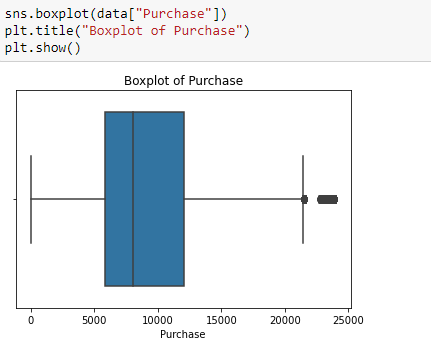 sns.boxplot(data["Purchase"])
plt.title("Boxplot of Purchase")
plt.show()
Boxplot of Purchase
0 5000 10000 15000 20000 25000
Purchase